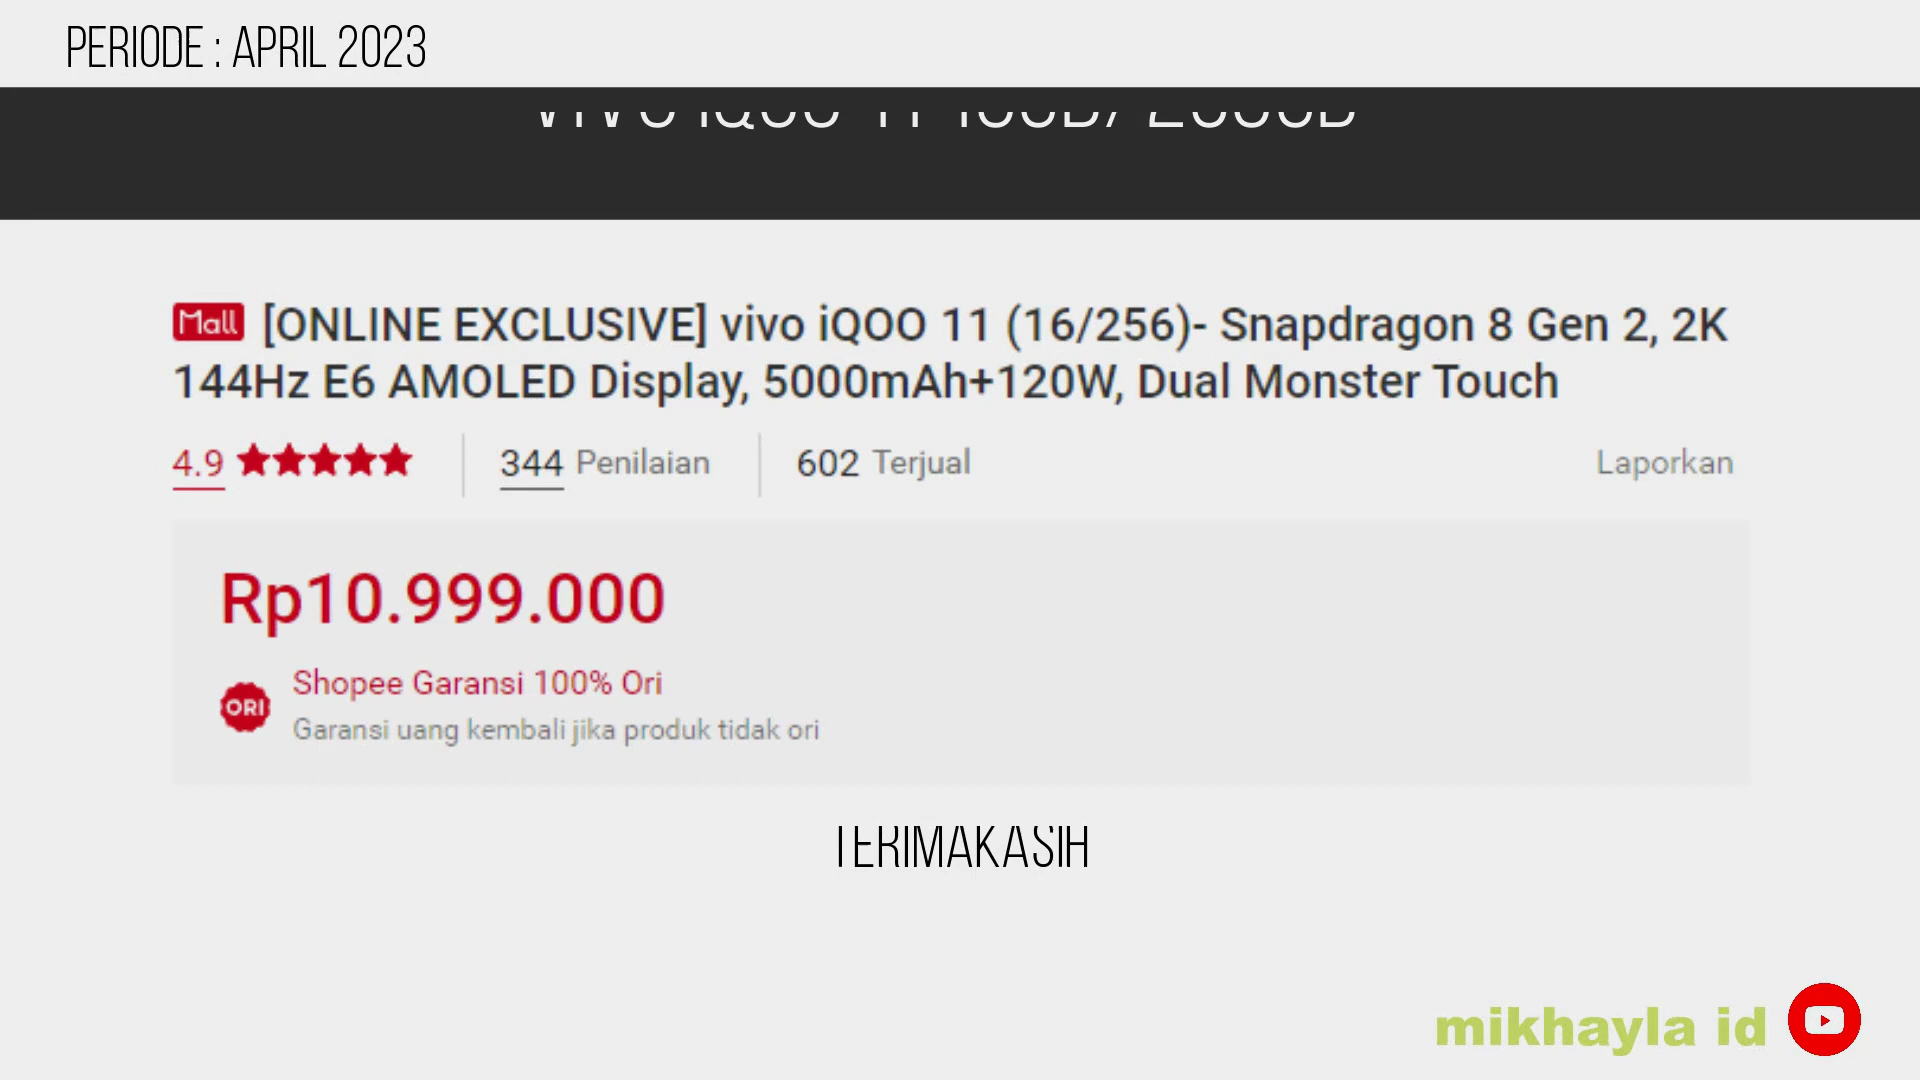 PERIODE : APRIL 2023
Mall [ONLINE EXCLUSIVE] vivo iQOO 11 (16/256)- Snapdragon 8 Gen 2, 2K
144Hz E6 AMOLED Display, 5000mAh+120W, Dual Monster Touch
4.9 344 Penilaian 602 Terjual Laporkan
Rp10.999.000
ORI Shopee Garansi 100% Ori
Garansi uang kembali jika produk tidak ori
TERIMAKASIH
mikhayla id